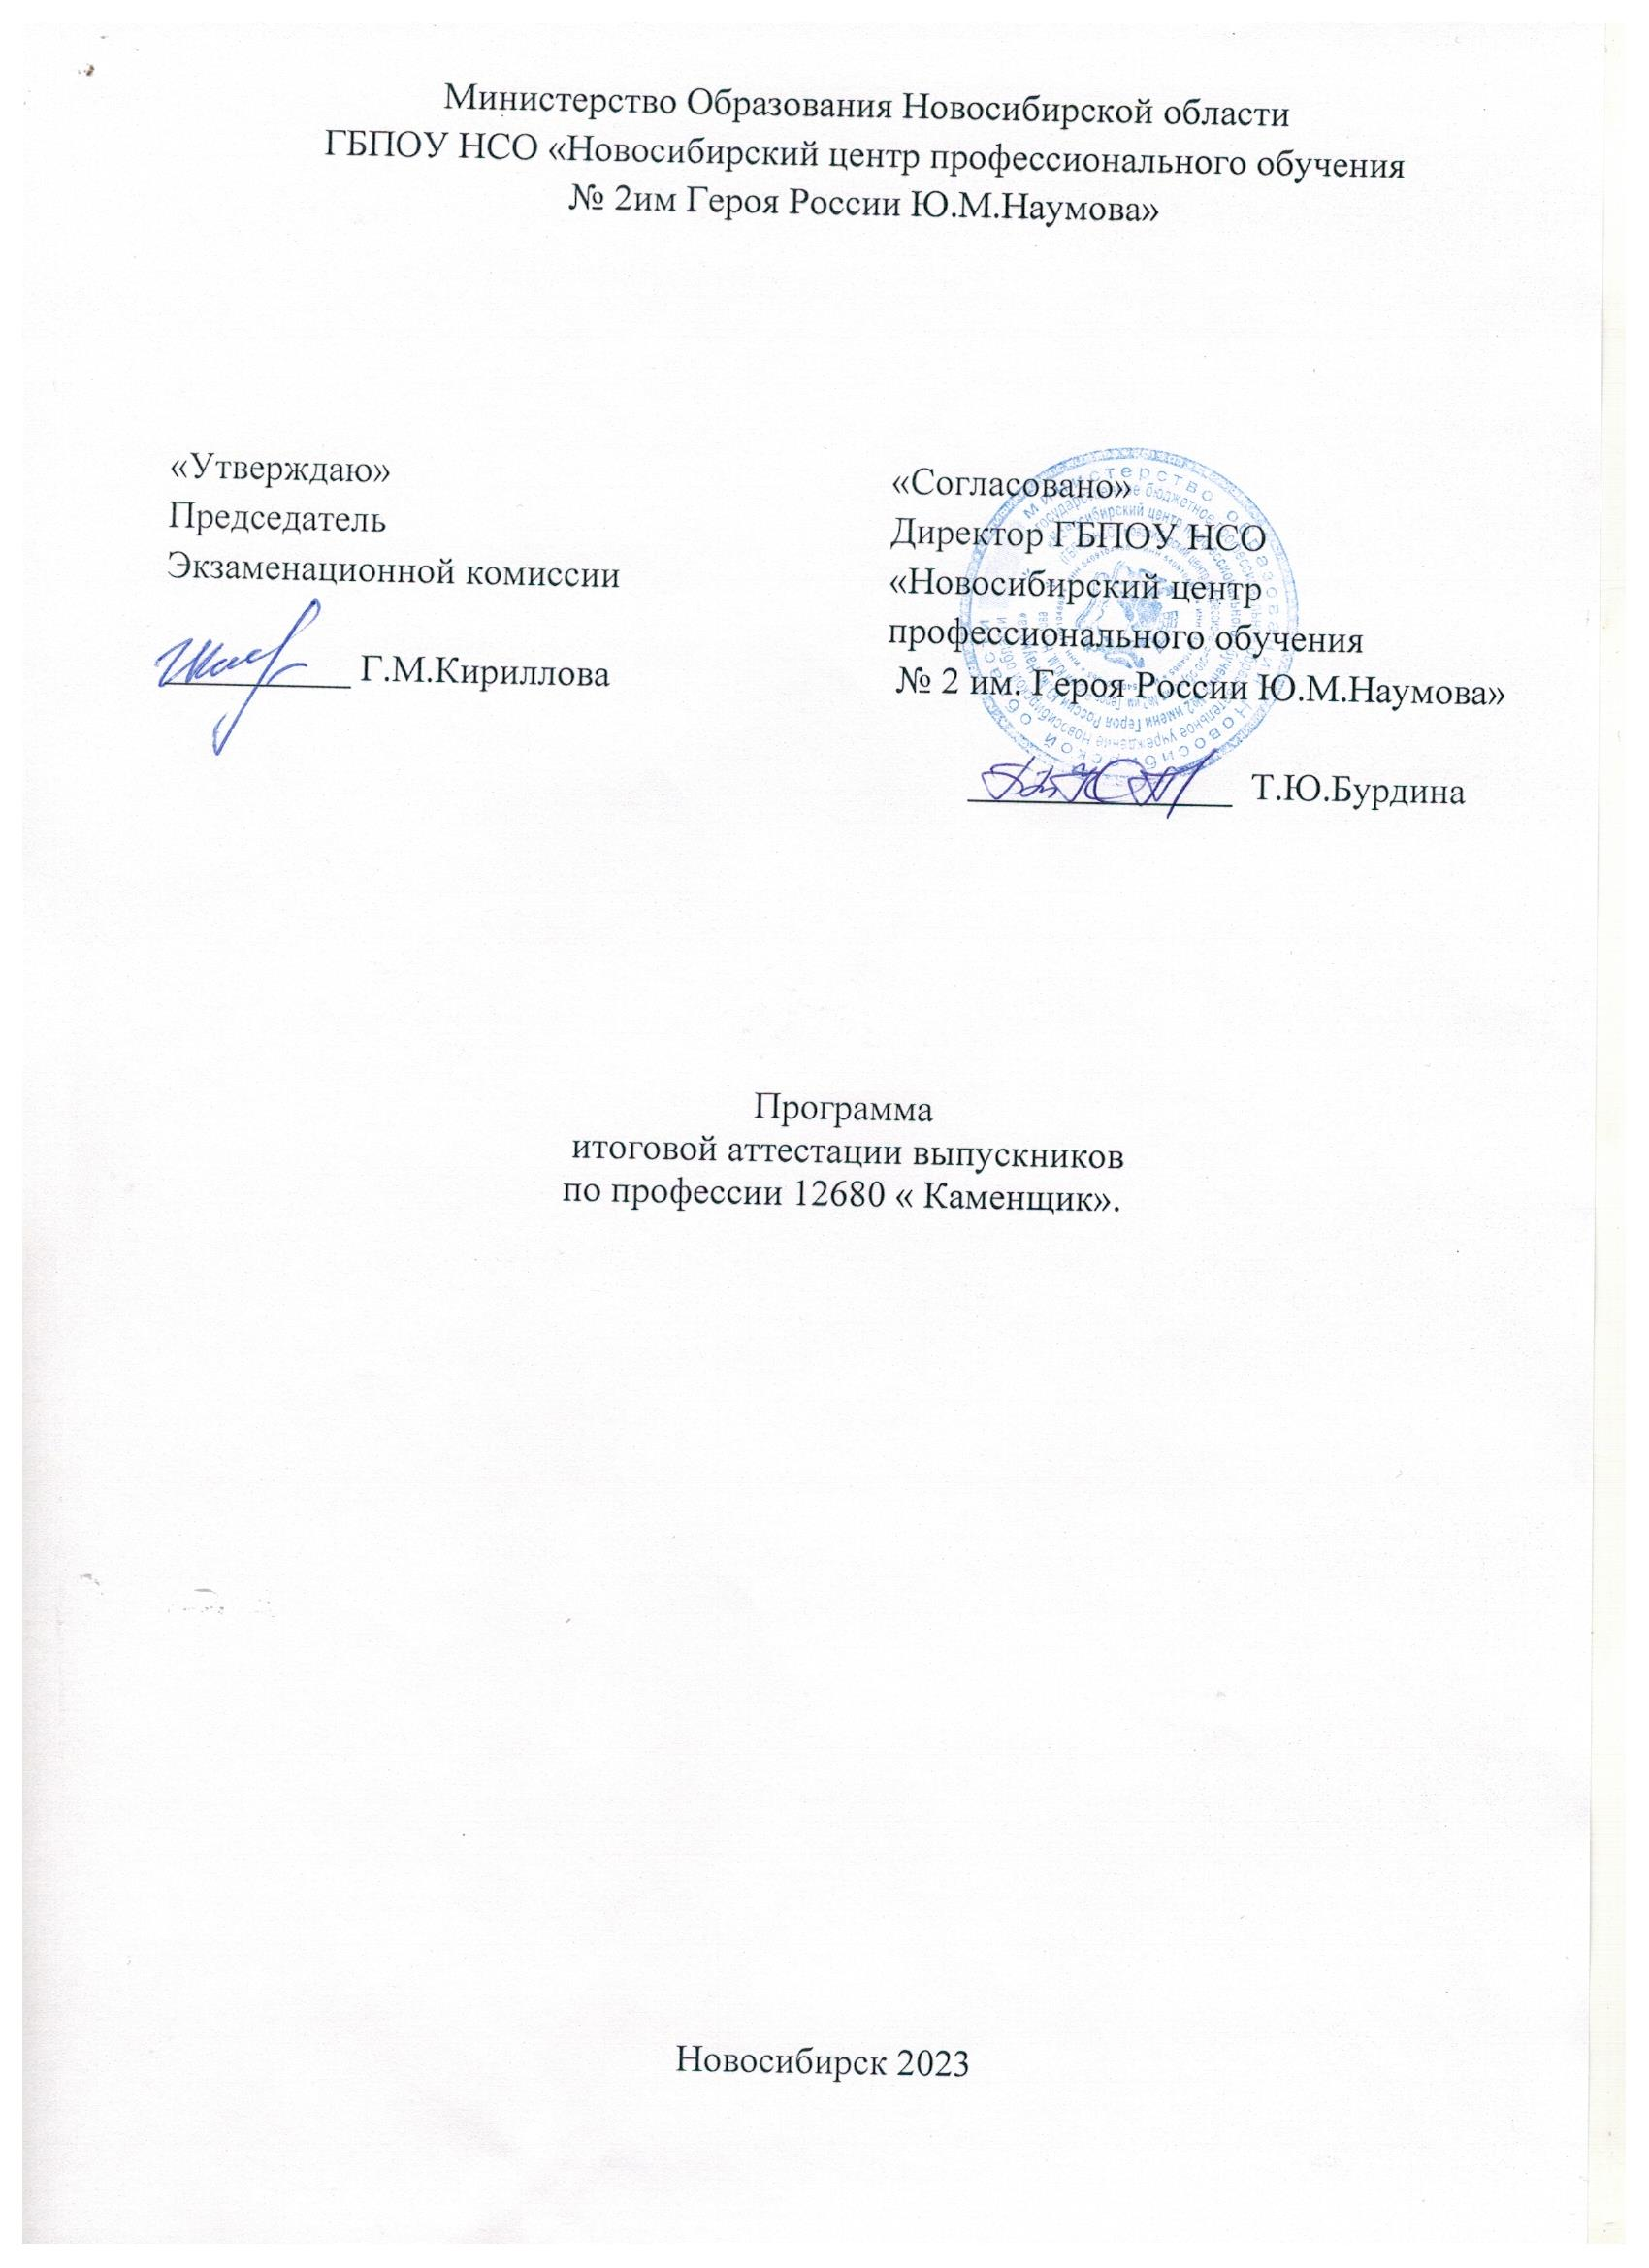 Министерство Образования Новосибирской области
ГБПОУ НСО «Новосибирский центр профессионального обучения
№ 2им Героя России Ю.М.Наумова»
«Утверждаю»
Председатель
Экзаменационной комиссии
Г.М.Кириллова
«Согласовано»
Директор ГБПОУ НСО
«Новосибирский центр
профессионального обучения
№ 2 им. Героя России Ю.М.Наумова»
Т.Ю.Бурдина
Программа
итоговой аттестации выпускников
по профессии 12680 « Каменщик».
Новосибирск 2023